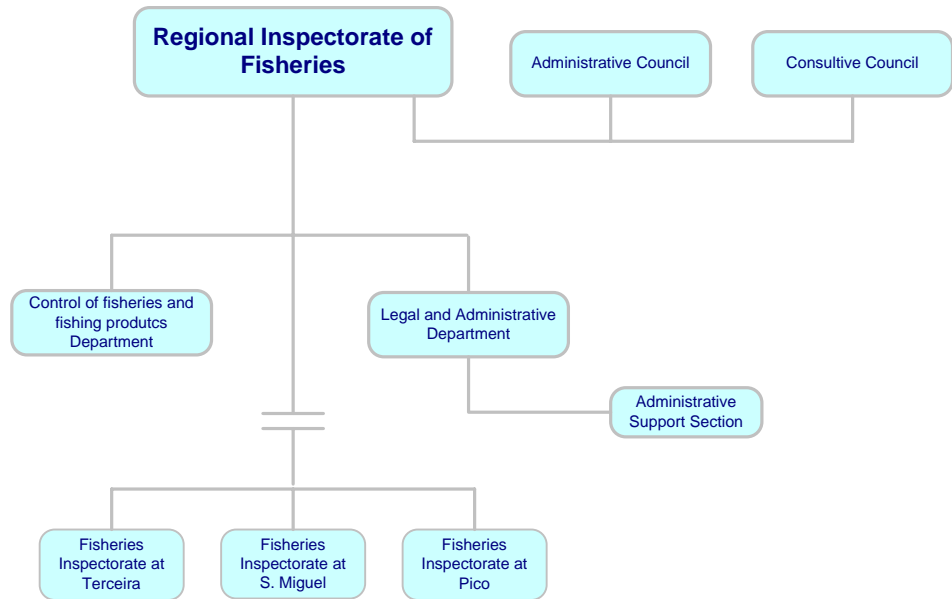 Regional Inspectorate of
Fisheries
Administrative Council
Consultive Council
Control of fisheries and
fishing produtcs
Department
Legal and Administrative
Department
Administrative
Support Section
Fisheries
Inspectorate at
Terceira
Fisheries
Inspectorate at
S. Miguel
Fisheries
Inspectorate at
Pico